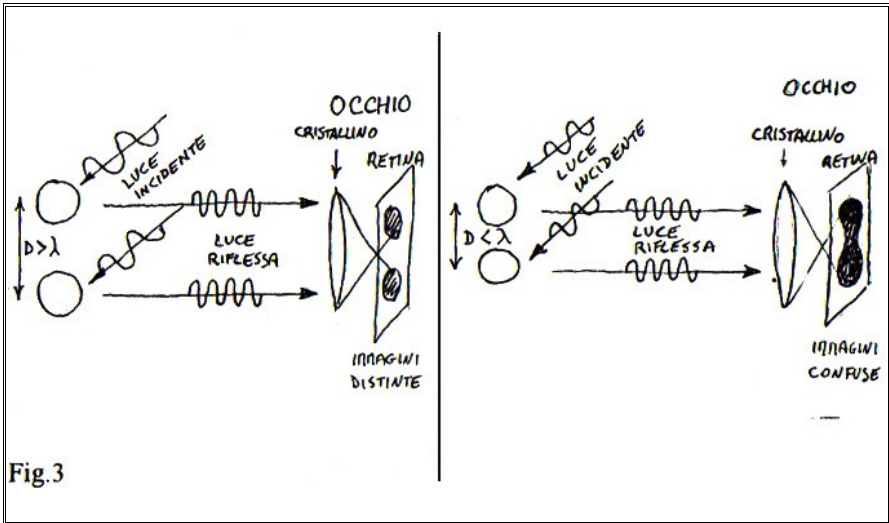 OCCHIO
CRISTALLINO
RETINA
LUCE
INCIDENTE
D>λ
LUCE
RIFLESSA
IMMAGINI
DISTINTE
OCCHIO
CRISTALLINO
RETINA
LUCE
INCIDENTE
D<λ
LUCE
RIFLESSA
IMMAGINI
CONFUSE
Fig.3